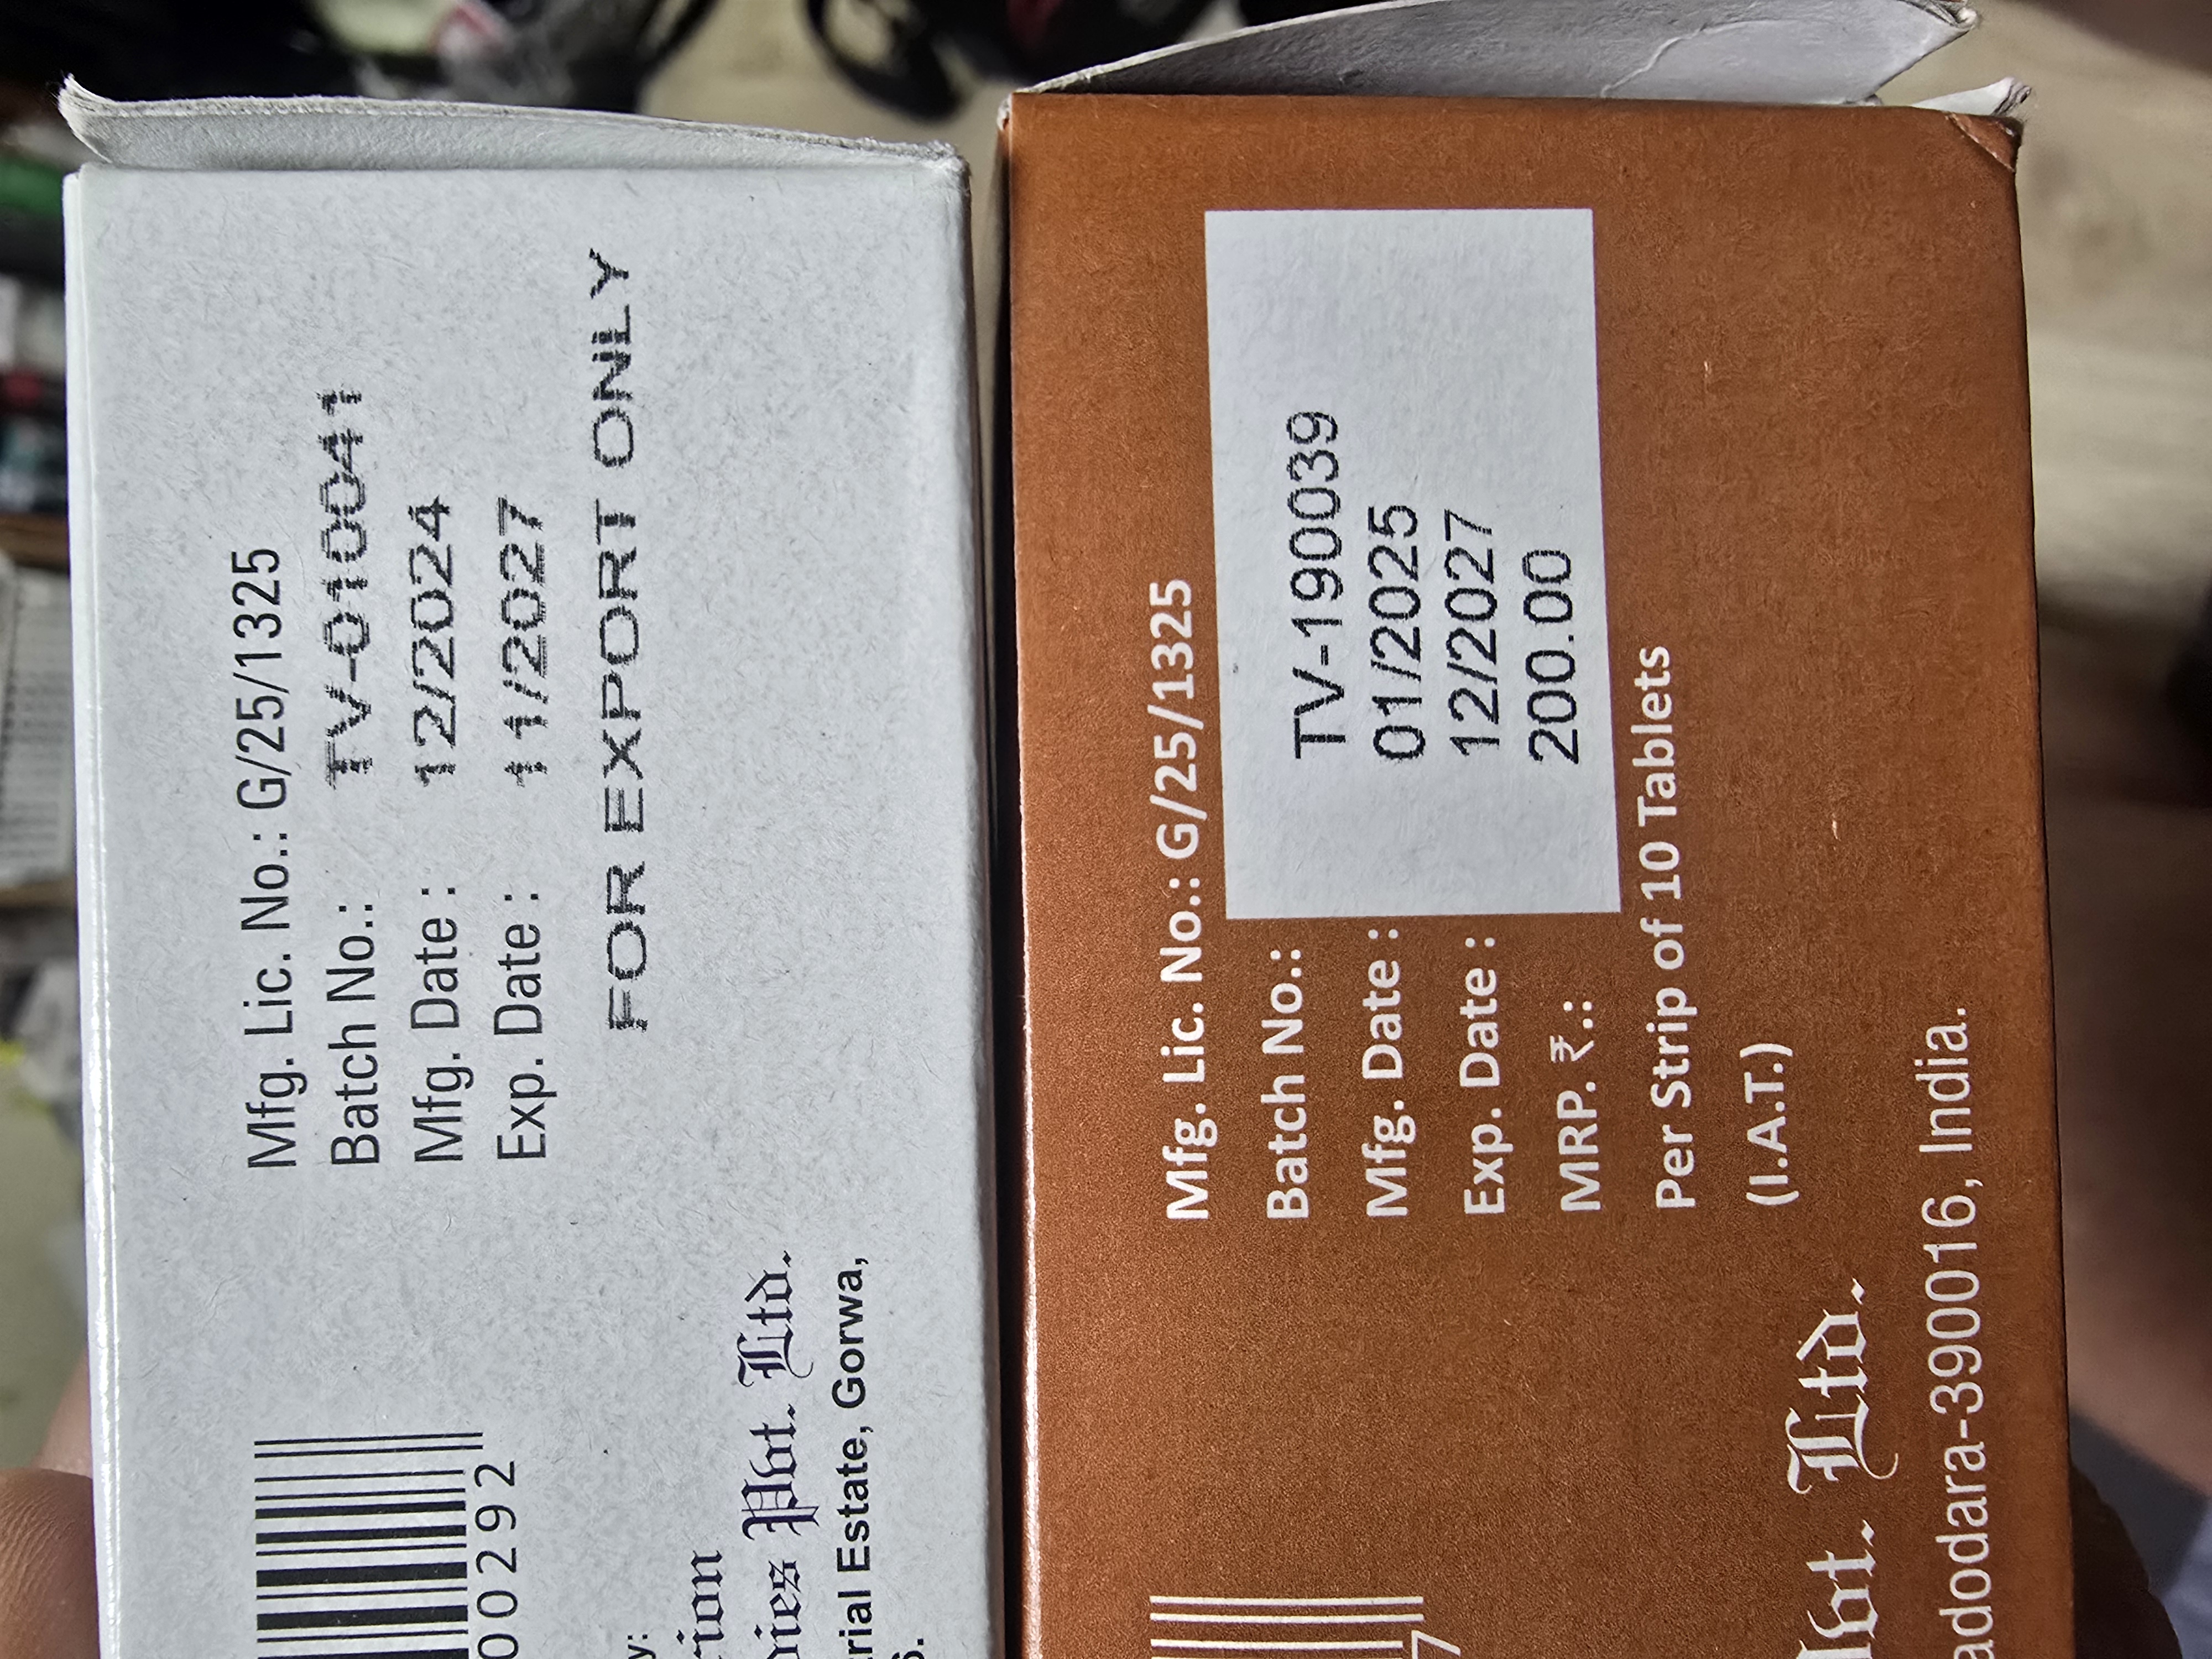 Mfg. Lic. No.: G/25/1325
Batch No.: TV-010041
Mfg. Date : 12/2024
Exp. Date : 11/2027
FOR EXPORT ONLY
00292
Pvt. Ltd.
Estate, Gorwa,
Mfg. Lic. No.: G/25/1325
Batch No.: TV-190039
Mfg. Date : 01/2025
Exp. Date : 12/2027
MRP. ₹.: 200.00
Per Strip of 10 Tablets
(I.A.T.)
7
Ltd.
adodara-390016, India.